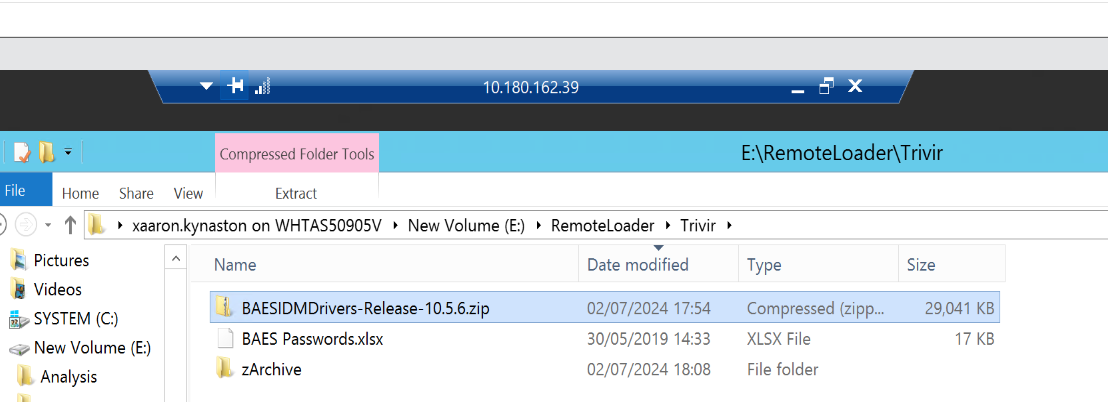 10.180.162.39
Compressed Folder Tools
E:\RemoteLoader\Trivir
File Home Share View Extract
xaaron.kynaston on WHTAS50905V New Volume (E:) RemoteLoader Trivir
Name Date modified Type Size
Pictures
Videos
SYSTEM (C:)
New Volume (E:)
Analysis
BAESIDMDrivers-Release-10.5.6.zip 02/07/2024 17:54 Compressed (zipp... 29,041 KB
BAES Passwords.xlsx 30/05/2019 14:33 XLSX File 17 KB
zArchive 02/07/2024 18:08 File folder